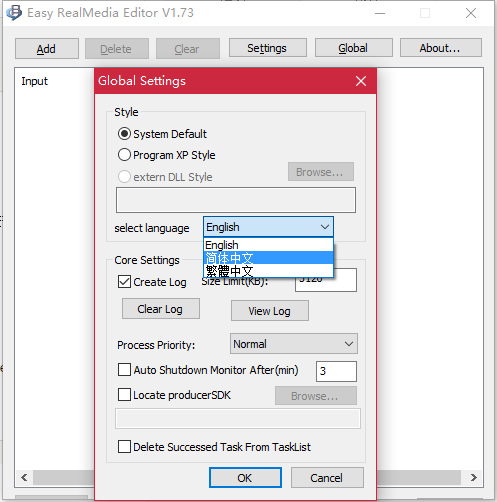 Easy RealMedia Editor V1.73
Add Delete Clear Settings Global About...
Input
Global Settings
Style
System Default
Program XP Style
extern DLL Style Browse...
select language English
English
简体中文
繁體中文
Core Settings
Create Log Size Limit(KB):
Clear Log View Log
Process Priority: Normal
Auto Shutdown Monitor After(min) 3
Locate producerSDK Browse...
Delete Successed Task From TaskList
OK Cancel